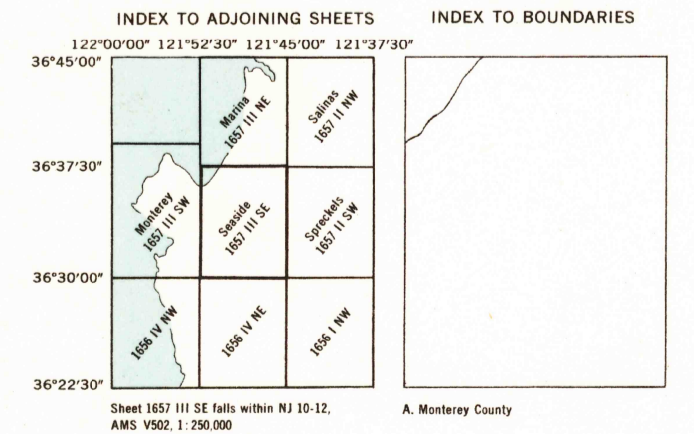 INDEX TO ADJOINING SHEETS
INDEX TO BOUNDARIES
122°00'00" 121°52'30" 121°45'00" 121°37'30"
36°45'00"
Marina
1657 III NE
Salinas
1657 II NW
36°37'30"
Monterey
1657 III SW
Seaside
1657 III SE
Spreckels
1657 II SW
36°30'00"
1656 IV NW
1656 IV NE
1656 I NW
36°22'30"
Sheet 1657 III SE falls within NJ 10-12,
AMS V502, 1:250,000
A. Monterey County